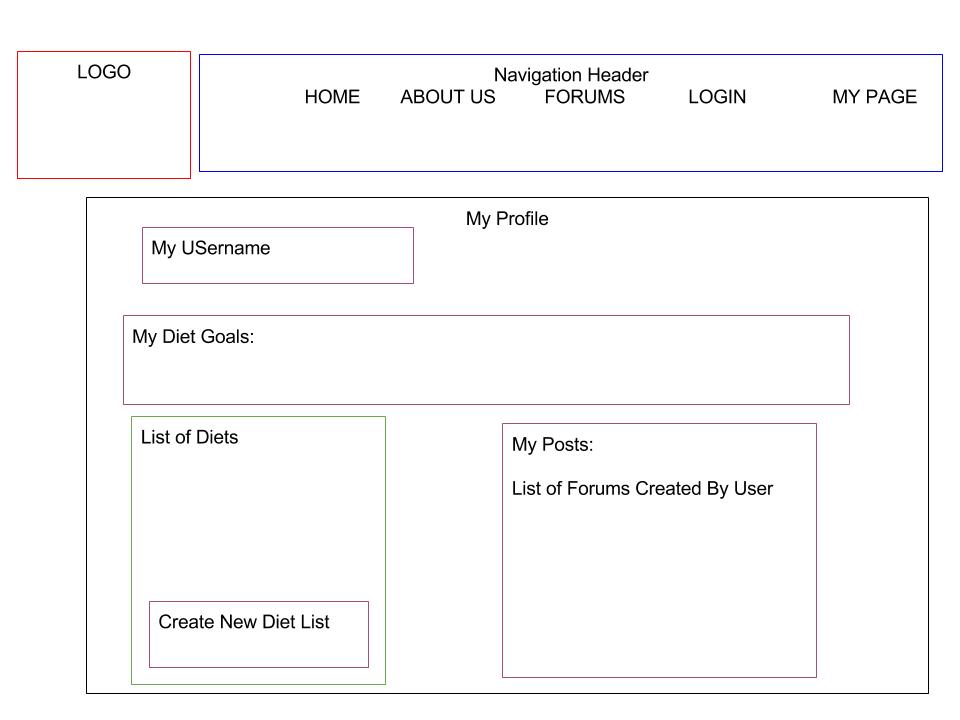 LOGO
Navigation Header
HOME ABOUT US FORUMS LOGIN MY PAGE
My Profile
My USername
My Diet Goals:
List of Diets
Create New Diet List
My Posts:
List of Forums Created By User